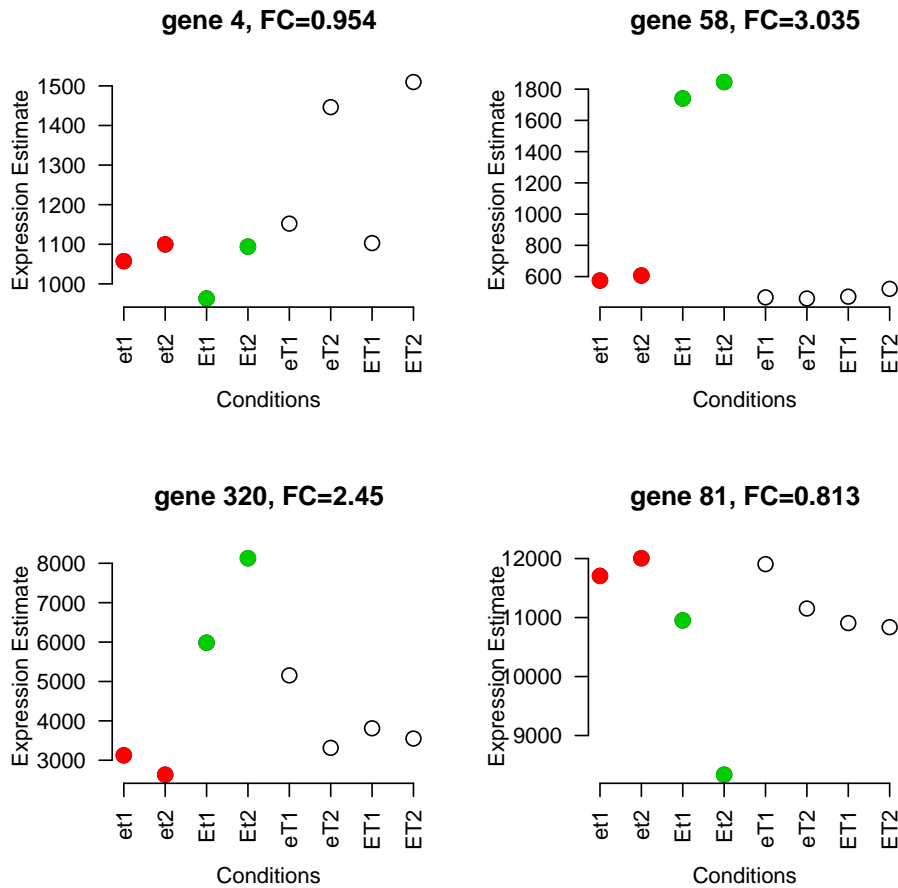 gene 4, FC=0.954
Expression Estimate
1500
1400
1300
1200
1100
1000
et1 et2 Et1 Et2 eT1 eT2 ET1 ET2
Conditions
gene 58, FC=3.035
Expression Estimate
1800
1600
1400
1200
1000
800
600
et1 et2 Et1 Et2 eT1 eT2 ET1 ET2
Conditions
gene 320, FC=2.45
Expression Estimate
8000
7000
6000
5000
4000
3000
et1 et2 Et1 Et2 eT1 eT2 ET1 ET2
Conditions
gene 81, FC=0.813
Expression Estimate
12000
11000
10000
9000
et1 et2 Et1 Et2 eT1 eT2 ET1 ET2
Conditions